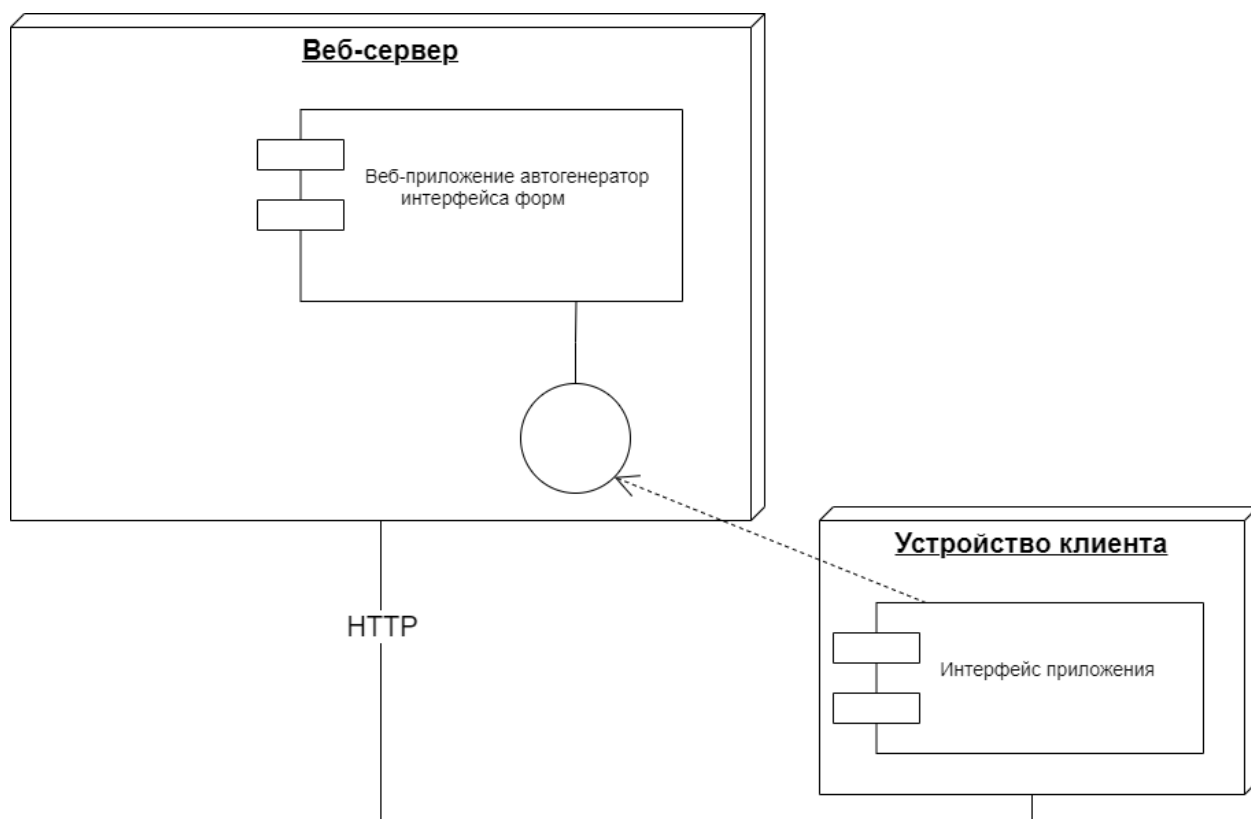 Веб-сервер
Веб-приложение автогенератор
интерфейса форм
HTTP
Устройство клиента
Интерфейс приложения